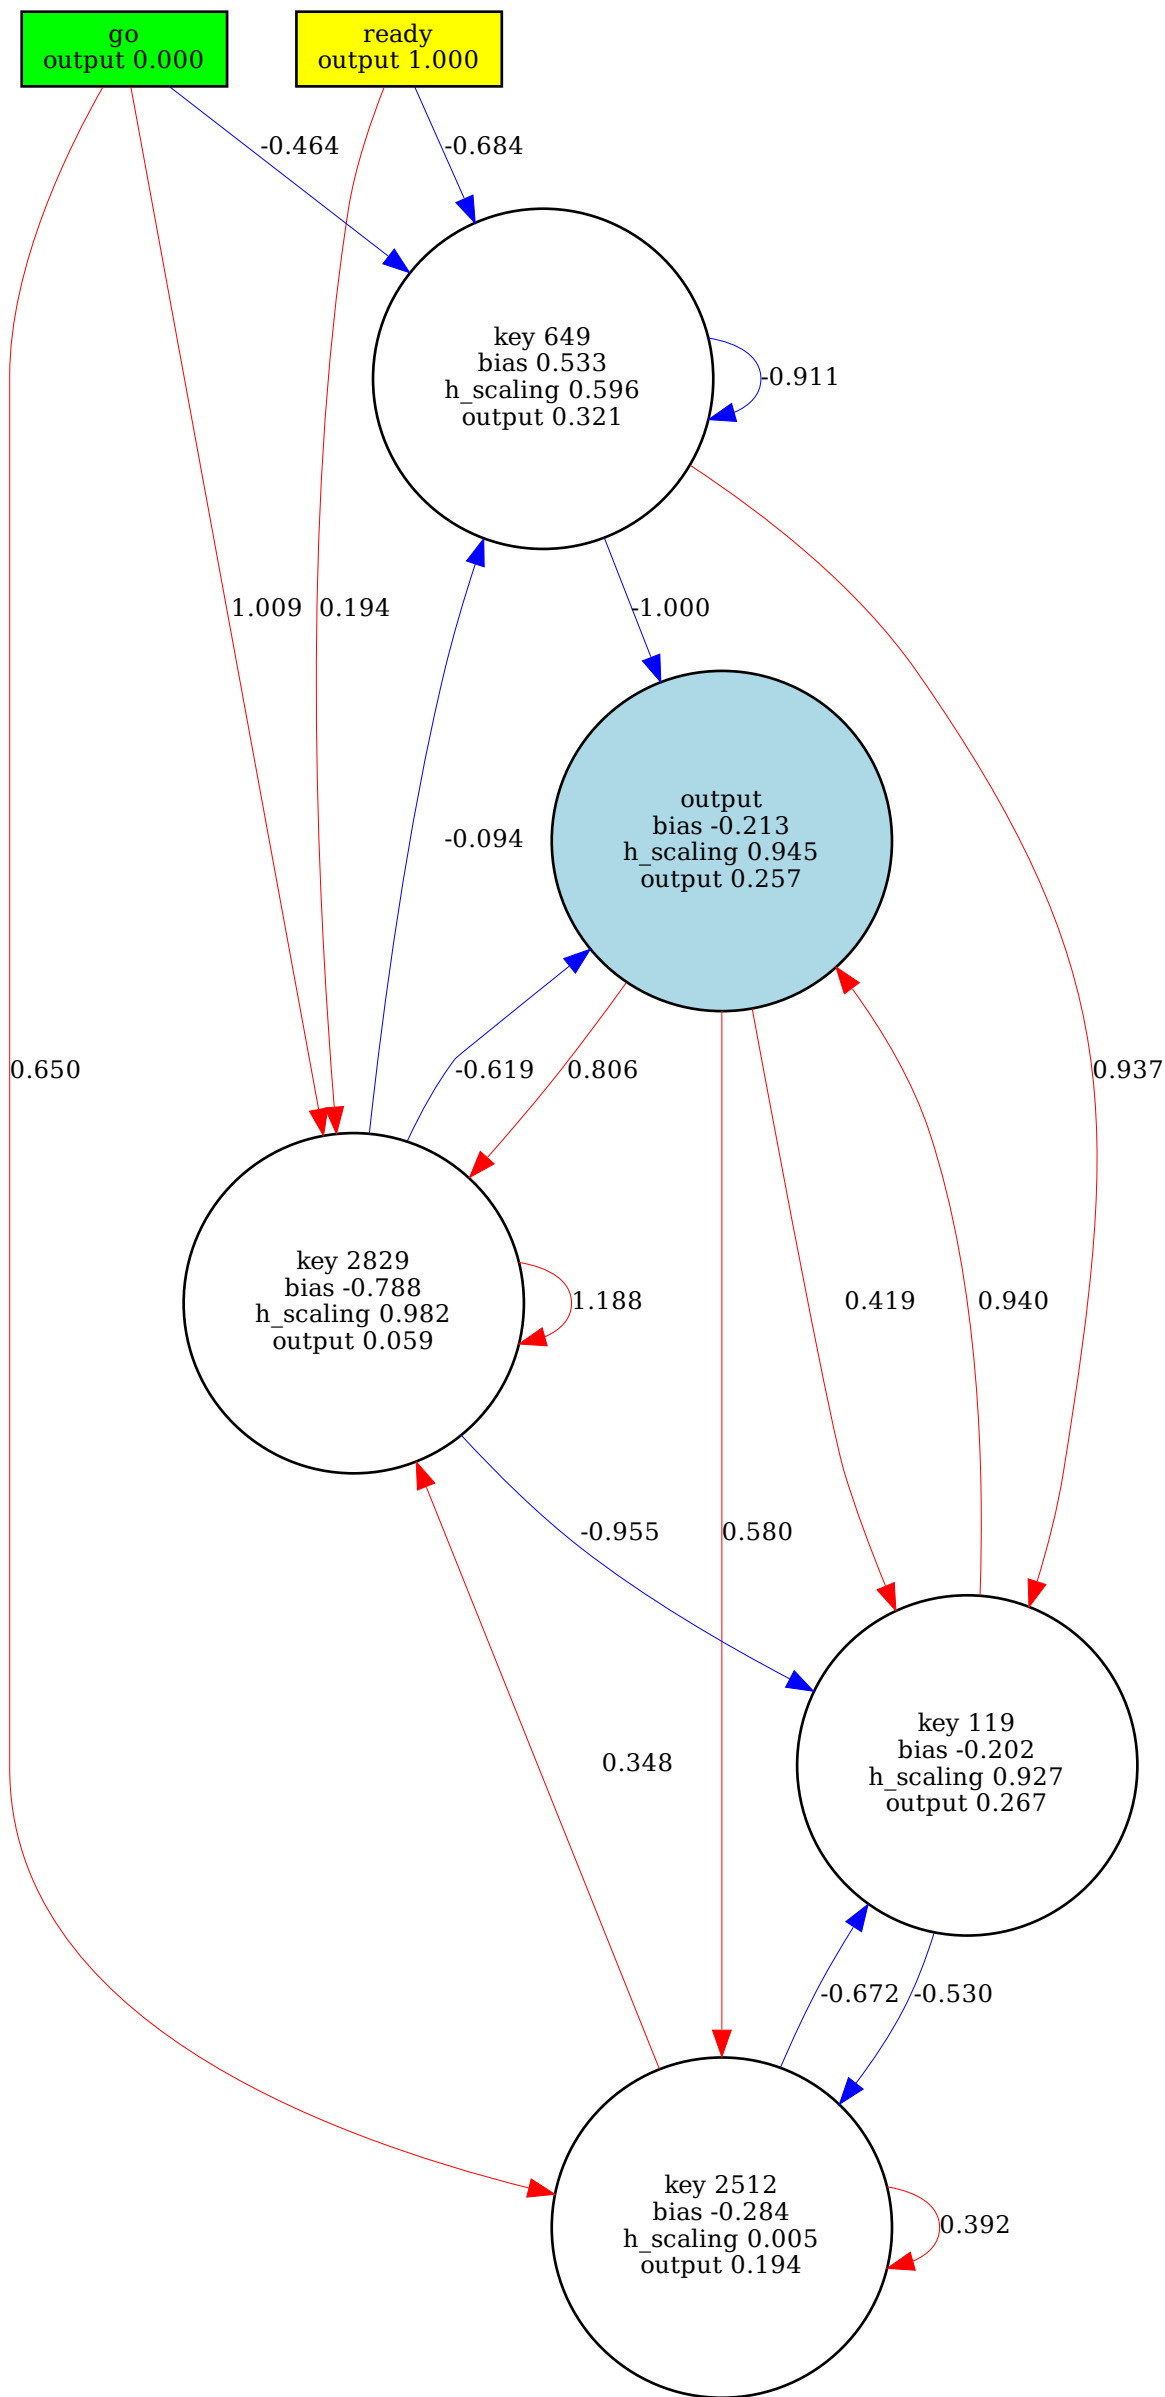 go
output 0.000
ready
output 1.000
-0.464
-0.684
key 649
bias 0.533
h_scaling 0.596
output 0.321
-0.911
1.009
0.194
-1.000
output
bias -0.213
h_scaling 0.945
output 0.257
-0.094
0.650
-0.619
0.806
0.937
key 2829
bias -0.788
h_scaling 0.982
output 0.059
1.188
0.419
0.940
-0.955
0.580
key 119
bias -0.202
h_scaling 0.927
output 0.267
0.348
-0.672
-0.530
key 2512
bias -0.284
h_scaling 0.005
output 0.194
0.392